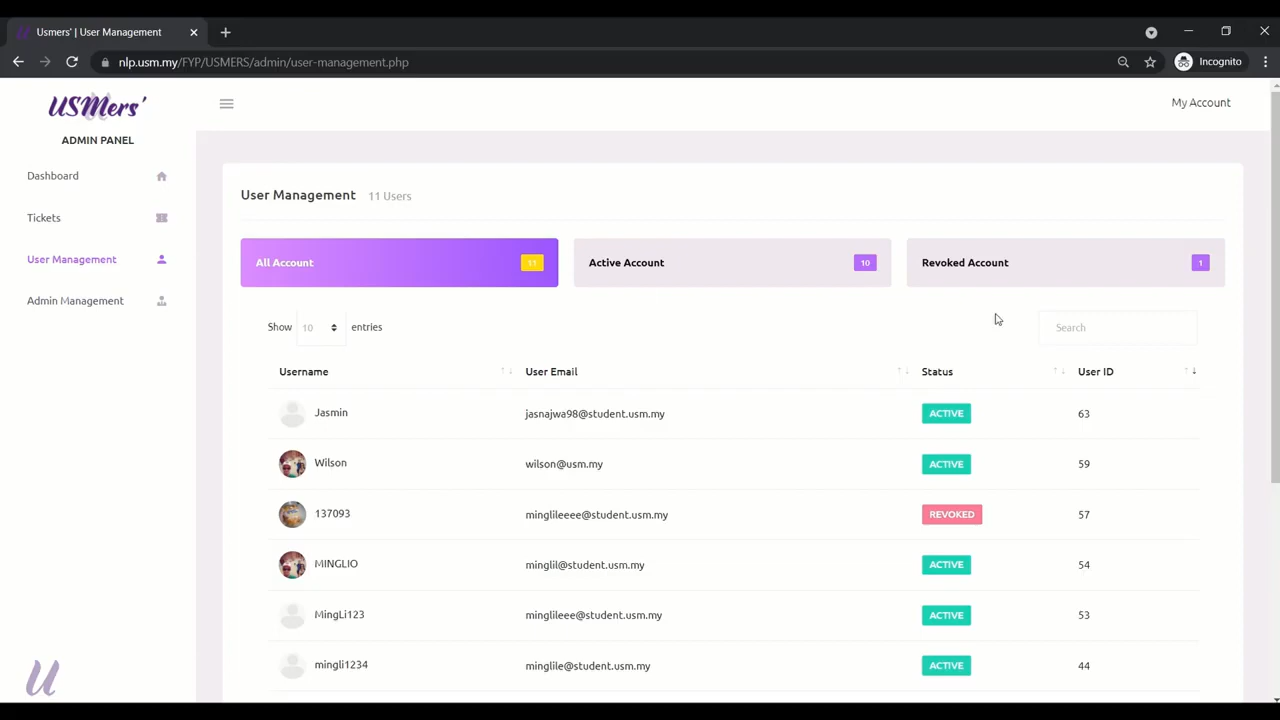 Usmers' | User Management
nlp.usm.my/FYP/USMERS/admin/user-management.php
Incognito
USMers'
ADMIN PANEL
My Account
Dashboard
Tickets
User Management
Admin Management
User Management 11 Users
All Account 11
Active Account 10
Revoked Account 1
Show 10 entries
Search
Username User Email Status User ID
Jasmin jasnajwa98@student.usm.my ACTIVE 63
Wilson wilson@usm.my ACTIVE 59
137093 minglileeee@student.usm.my REVOKED 57
MINGLIO minglil@student.usm.my ACTIVE 54
MingLi123 minglileee@student.usm.my ACTIVE 53
mingli1234 minglile@student.usm.my ACTIVE 44
U